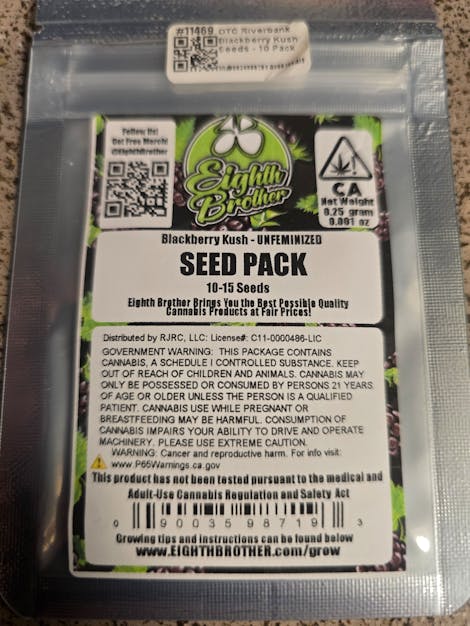 #11469 DTC Riverbank
Blackberry Kush
Seeds - 10 Pack
Follow Us!
Get Free Merch!
@EighthBrother
Eighth
Brother
CA
Net Weight
0.25 gram
0.001 oz
Blackberry Kush - UNFEMINIZED
SEED PACK
10-15 Seeds
Eighth Brother Brings You the Best Possible Quality
Cannabis Products at Fair Prices!
Distributed by RJRC, LLC: License#: C11-0000486-LIC
GOVERNMENT WARNING: THIS PACKAGE CONTAINS
CANNABIS, A SCHEDULE I CONTROLLED SUBSTANCE. KEEP
OUT OF REACH OF CHILDREN AND ANIMALS. CANNABIS MAY
ONLY BE POSSESSED OR CONSUMED BY PERSONS 21 YEARS
OF AGE OR OLDER UNLESS THE PERSON IS A QUALIFIED
PATIENT. CANNABIS USE WHILE PREGNANT OR
BREASTFEEDING MAY BE HARMFUL. CONSUMPTION OF
CANNABIS IMPAIRS YOUR ABILITY TO DRIVE AND OPERATE
MACHINERY. PLEASE USE EXTREME CAUTION.
WARNING: Cancer and reproductive harm. For info visit:
www.P65Warnings.ca.gov
This product has not been tested pursuant to the medical and
Adult-Use Cannabis Regulation and Safety Act
0 90035 98719 3
Growing tips and instructions can be found below
www.EIGHTHBROTHER.com/grow